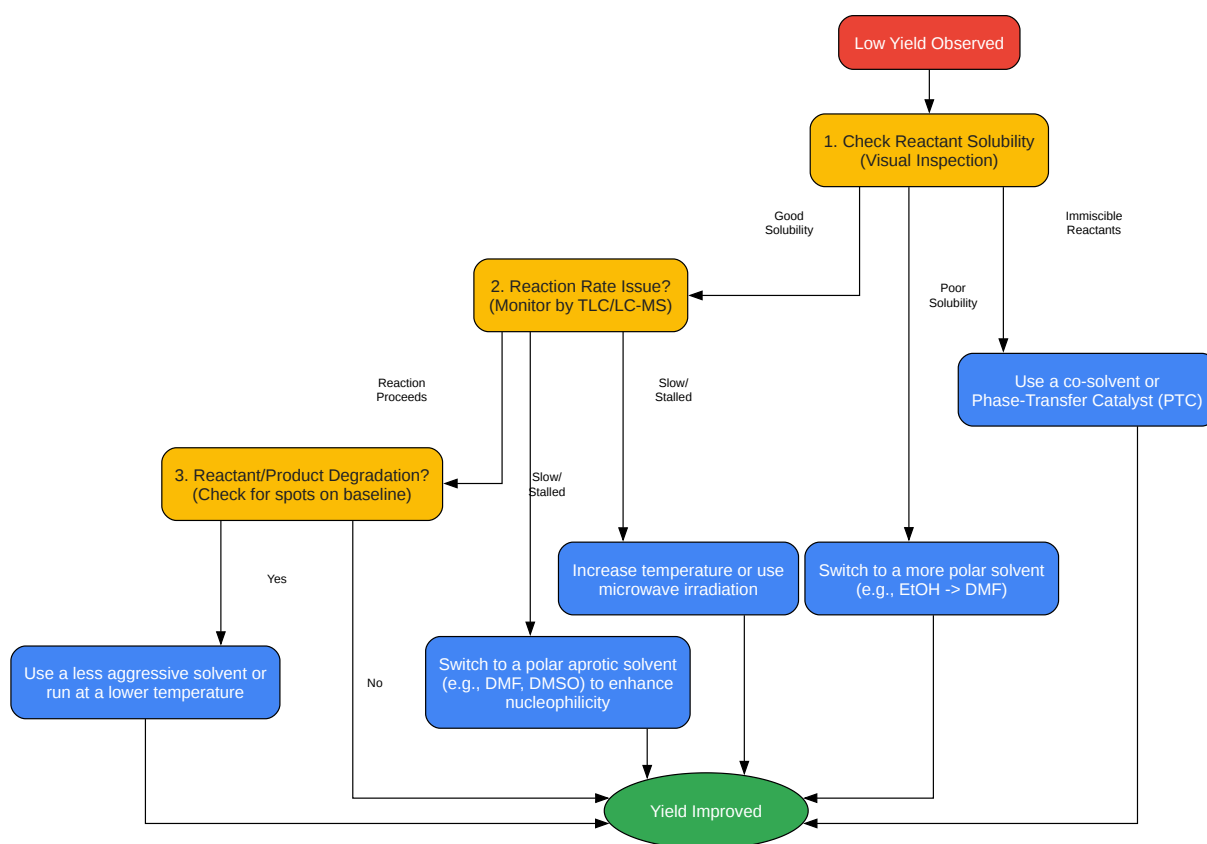 Low Yield Observed
1. Check Reactant Solubility
(Visual Inspection)
Good
Solubility
Immiscible
Reactants
Poor
Solubility
2. Reaction Rate Issue?
(Monitor by TLC/LC-MS)
Use a co-solvent or
Phase-Transfer Catalyst (PTC)
Reaction
Proceeds
Slow/
Stalled
3. Reactant/Product Degradation?
(Check for spots on baseline)
Slow/
Stalled
Yes
Increase temperature or use
microwave irradiation
Switch to a more polar solvent
(e.g., EtOH -> DMF)
Use a less aggressive solvent or
run at a lower temperature
No
Switch to a polar aprotic solvent
(e.g., DMF, DMSO) to enhance
nucleophilicity
Yield Improved